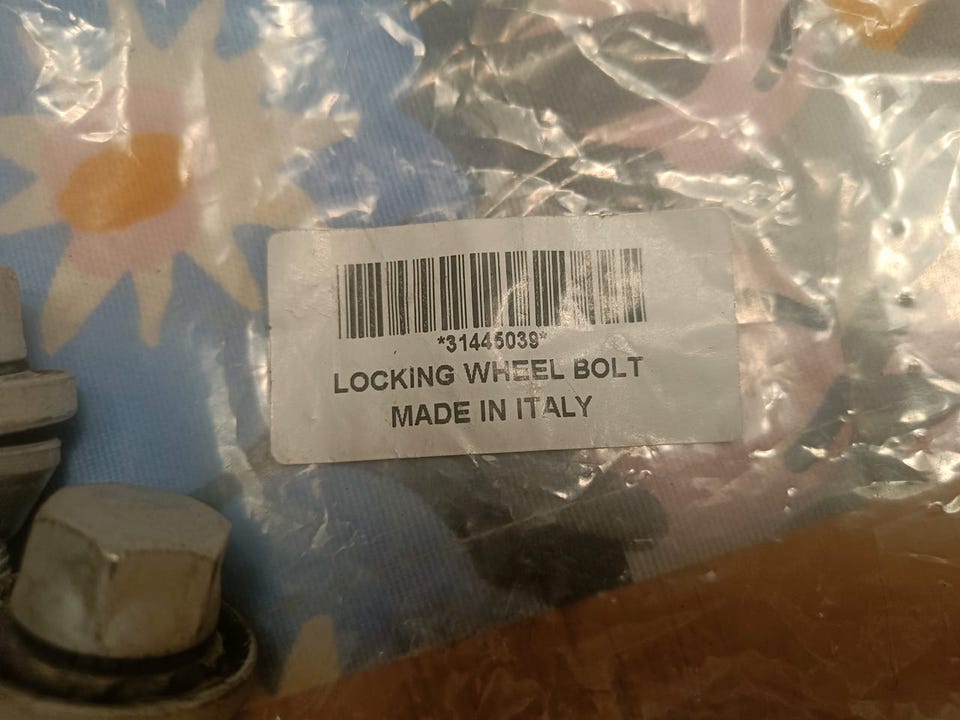 *31445039*
LOCKING WHEEL BOLT
MADE IN ITALY